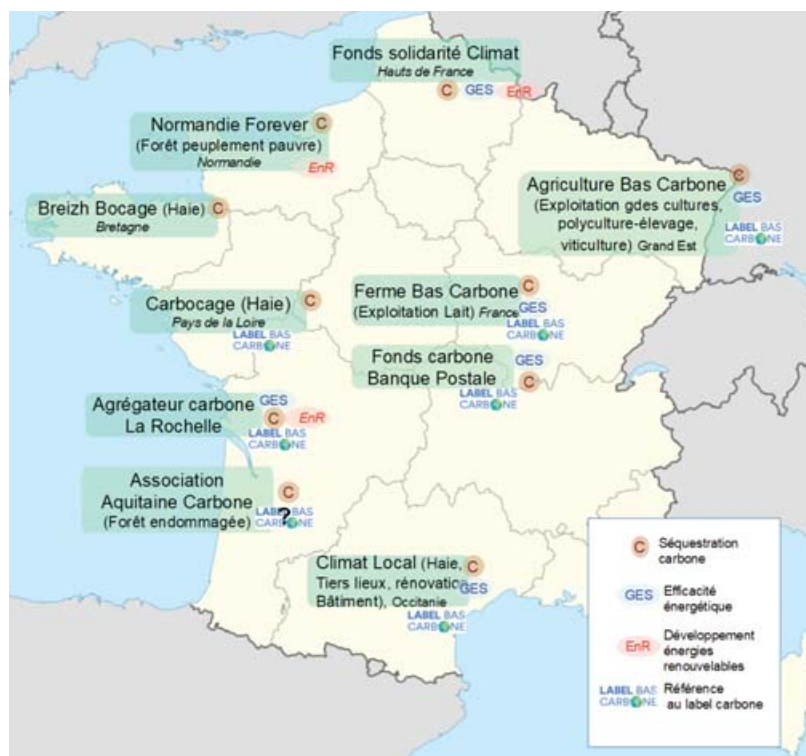 Fonds solidarité Climat
Hauts de France
C GES EnR
Normandie Forever C
(Forêt peuplement pauvre)
Normandie EnR
Breizh Bocage (Haie) C
Bretagne
Agriculture Bas Carbone C
(Exploitation gdes cultures, GES
polyculture-élevage,
viticulture) Grand Est
LABEL BAS
CARBONE
Carbocage (Haie) C
Pays de la Loire
LABEL BAS
CARBONE
Ferme Bas Carbone C
(Exploitation Lait) France GES
LABEL BAS
CARBONE
Fonds carbone GES
Banque Postale C
LABEL BAS
CARBONE
Agrégateur carbone GES
La Rochelle C EnR
LABEL BAS
CARBONE
Association
Aquitaine Carbone C
(Forêt endommagée)
LABEL BAS
CARBONE
?
Climat Local (Haie, C
Tiers lieux, rénovation GES
Bâtiment), Occitanie
LABEL BAS
CARBONE
C Séquestration
carbone
GES Efficacité
énergétique
EnR Développement
énergies
renouvelables
LABEL BAS Référence
CARBONE au label carbone